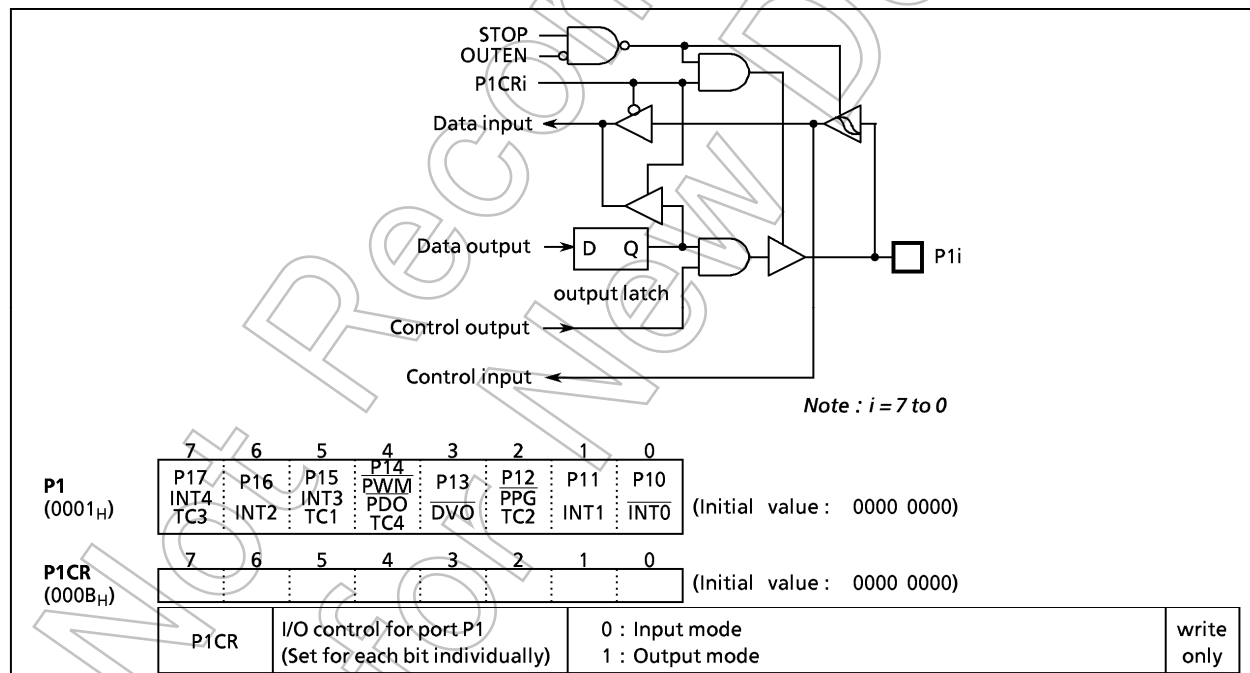 STOP
OUTEN
P1CRi
Data input
Data output
D Q
P1i
output latch
Control output
Control input
Note : i = 7 to 0
7 6 5 4 3 2 1 0
P1
(0001H)
P17 INT4 TC3
P16 INT2
P15 INT3 TC1
P14 PWM PDO TC4
P13 DVO
P12 PPG TC2
P11 INT1
P10 INT0
(Initial value : 0000 0000)
7 6 5 4 3 2 1 0
P1CR
(000BH)
(Initial value : 0000 0000)
P1CR
I/O control for port P1
(Set for each bit individually)
0 : Input mode
1 : Output mode
write
only
Not Recom
for New D